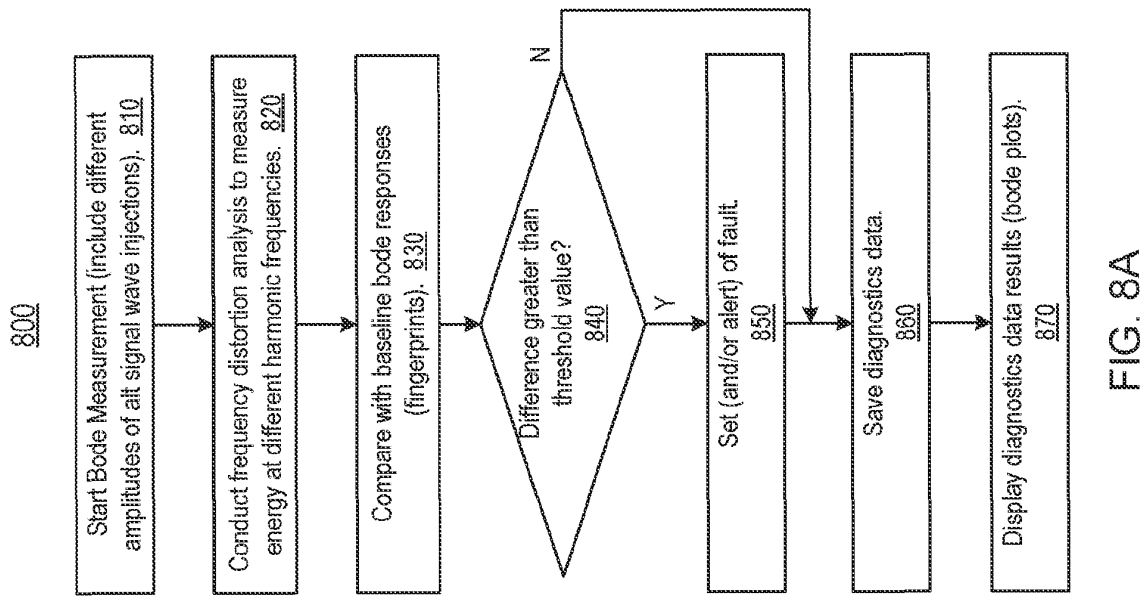 800
Start Bode Measurement (include different
amplitudes of alt signal wave injections). 810
Conduct frequency distortion analysis to measure
energy at different harmonic frequencies. 820
Compare with baseline bode responses
(fingerprints). 830
Difference greater than
threshold value?
840
N
Y
Set (and/or alert) of fault.
850
Save diagnostics data.
860
Display diagnostics data results (bode plots).
870
FIG. 8A